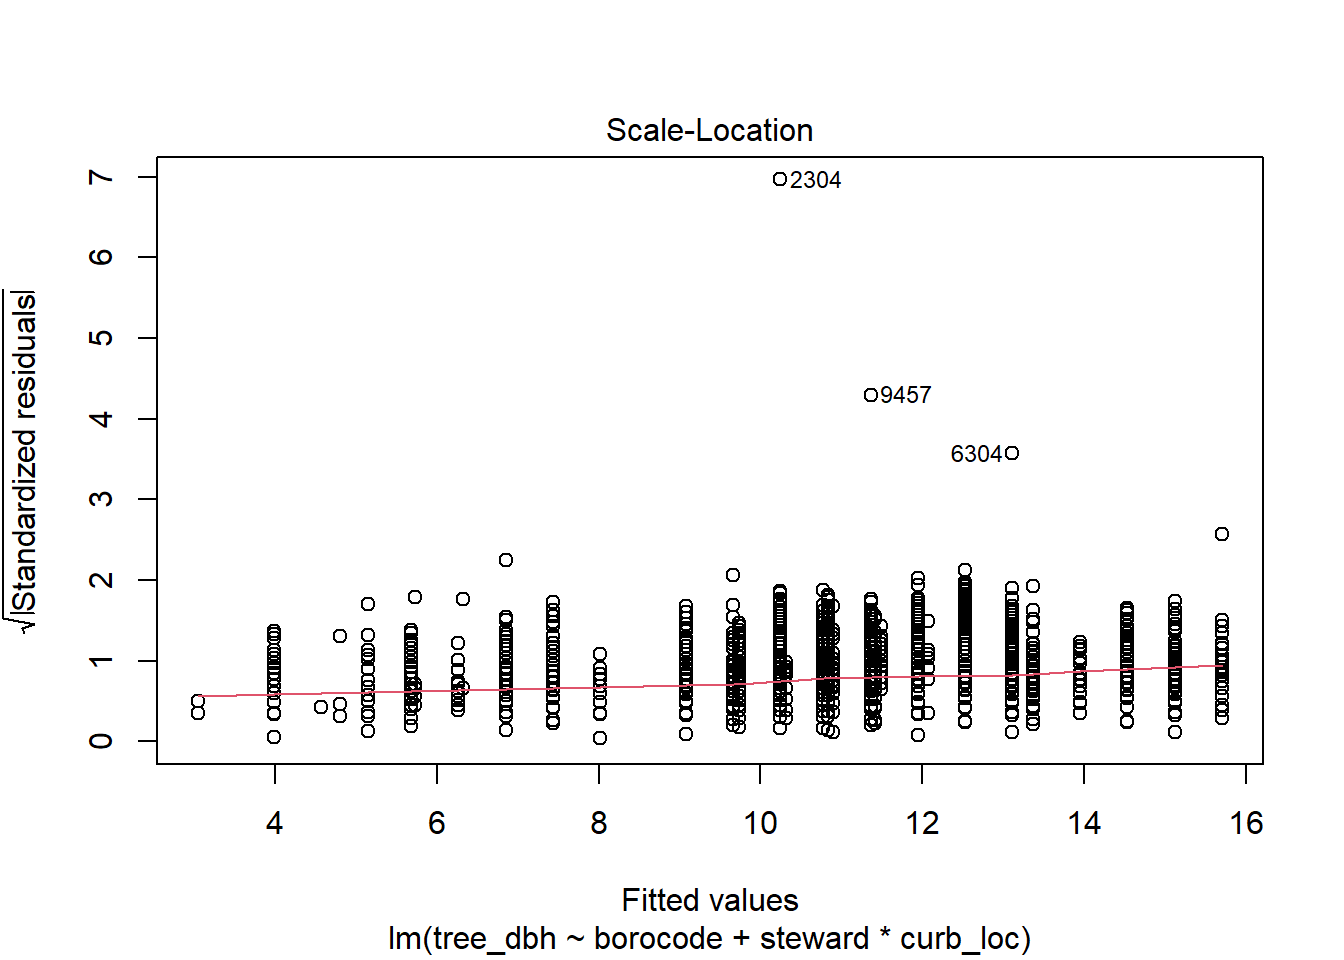 Scale-Location
√|Standardized residuals|
7
6
5
4
3
2
1
0
2304
9457
6304
4 6 8 10 12 14 16
Fitted values
lm(tree_dbh ~ borocode + steward * curb_loc)